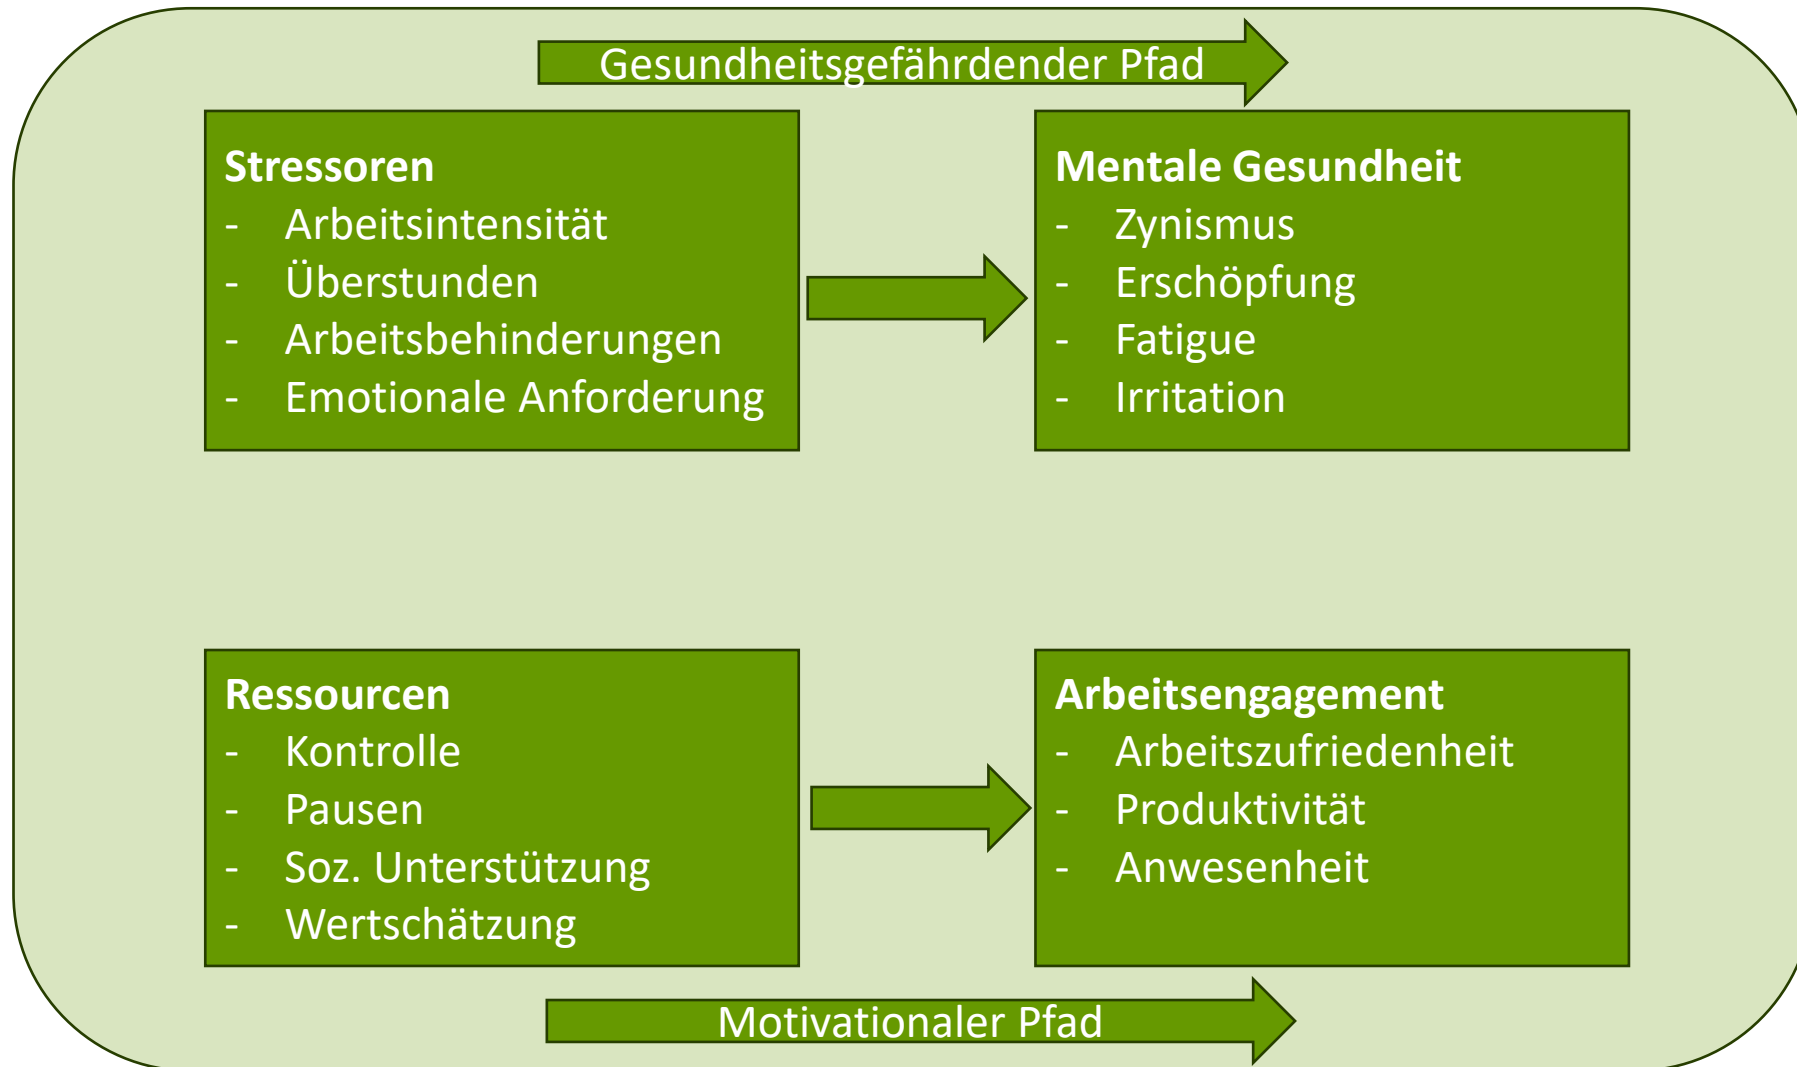 Gesundheitsgefährdender Pfad
Stressoren
- Arbeitsintensität
- Überstunden
- Arbeitsbehinderungen
- Emotionale Anforderung
Mentale Gesundheit
- Zynismus
- Erschöpfung
- Fatigue
- Irritation
Ressourcen
- Kontrolle
- Pausen
- Soz. Unterstützung
- Wertschätzung
Arbeitsengagement
- Arbeitszufriedenheit
- Produktivität
- Anwesenheit
Motivationaler Pfad